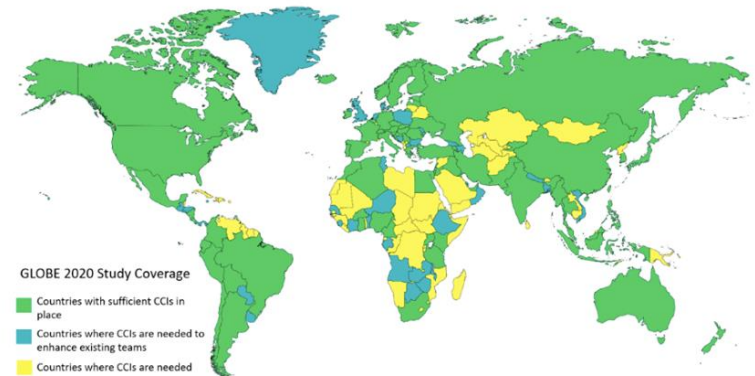 GLOBE 2020 Study Coverage
Countries with sufficient CCIs in
place
Countries where CCIs are needed to
enhance existing teams
Countries where CCIs are needed